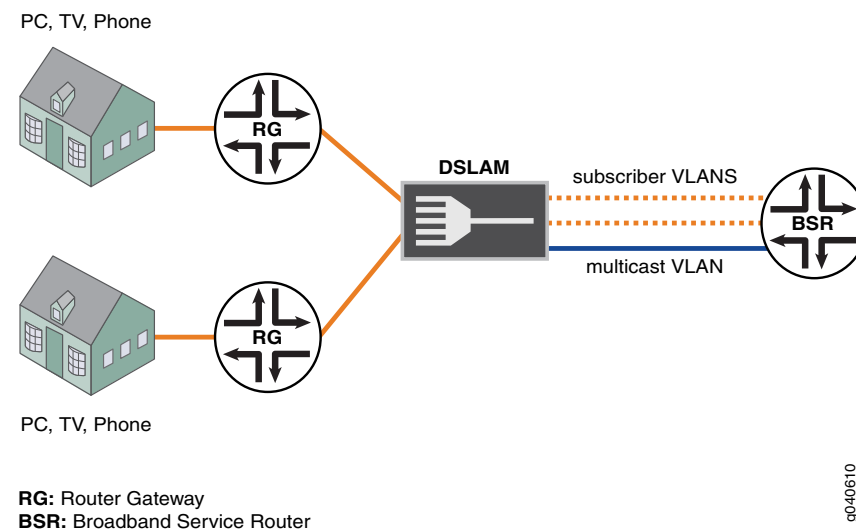 PC, TV, Phone
RG
DSLAM
subscriber VLANS
BSR
multicast VLAN
RG
PC, TV, Phone
RG: Router Gateway
BSR: Broadband Service Router
g040610